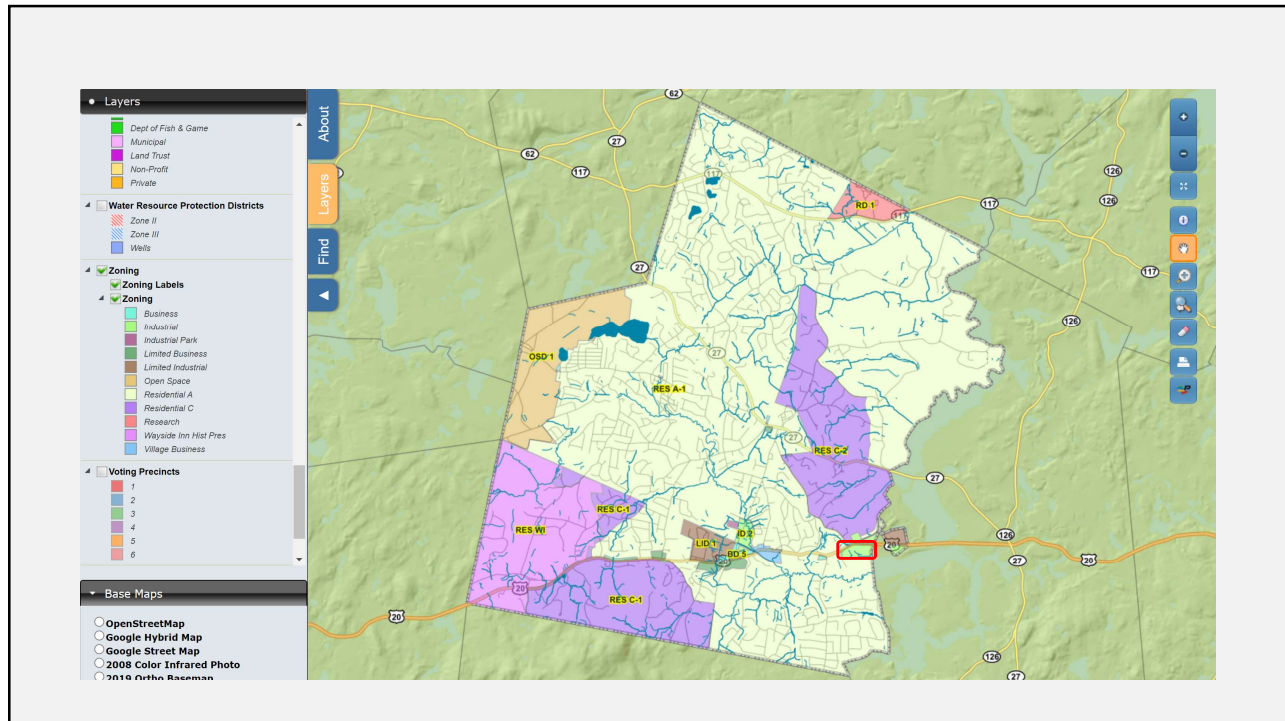 Layers
Dept of Fish & Game
Municipal
Land Trust
Non-Profit
Private
Water Resource Protection Districts
Zone II
Zone III
Wells
Zoning
Zoning Labels
Zoning
Business
Industrial
Industrial Park
Limited Business
Limited Industrial
Open Space
Residential A
Residential C
Research
Wayside Inn Hist Pres
Village Business
Voting Precincts
1
2
3
4
5
6
Base Maps
OpenStreetMap
Google Hybrid Map
Google Street Map
2008 Color Infrared Photo
2019 Ortho Basemap
About
Layers
Find
62
27
62
117
117
126
126
RD 1
117
117
27
117
126
OSD 1
27
RES A-1
27
RES C-2
27
RES C-1
RES WI
LID 1
ID 2
BD 5
20
20
126
27
20
20
RES C-1
20
126
27